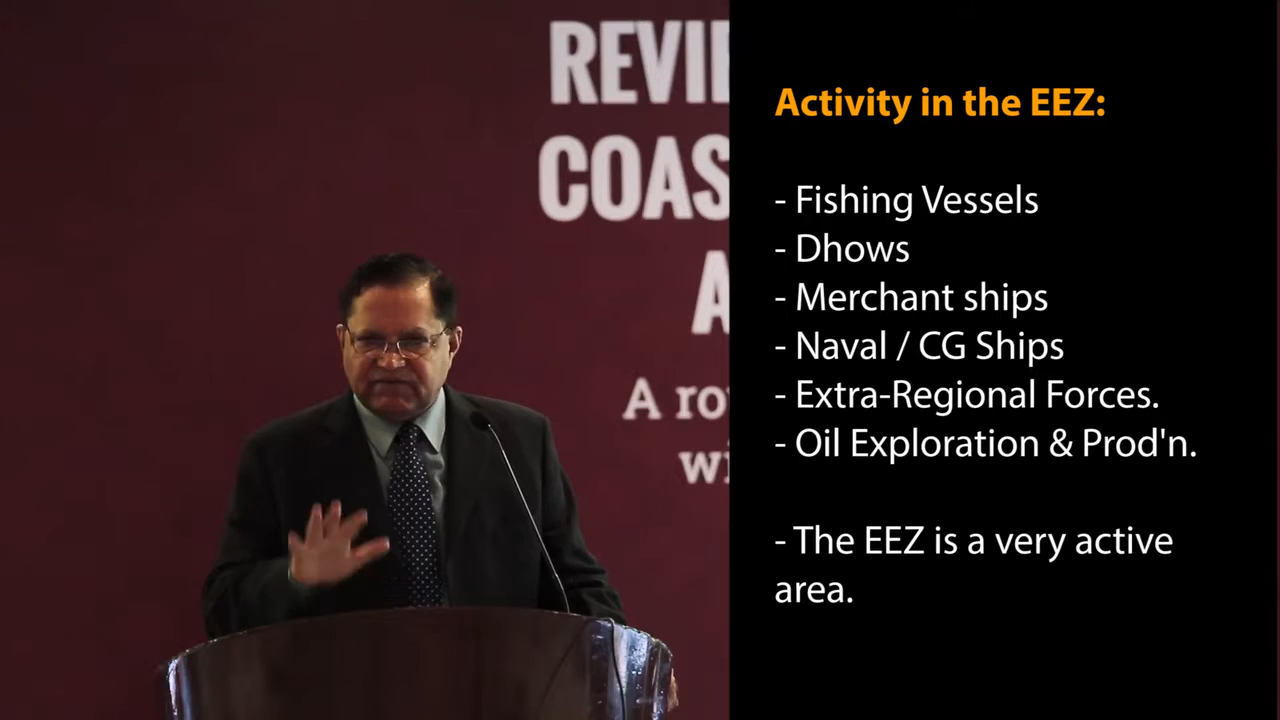 REVIE
COAS
A
A ro
wi
Activity in the EEZ:
- Fishing Vessels
- Dhows
- Merchant ships
- Naval / CG Ships
- Extra-Regional Forces.
- Oil Exploration & Prod'n.
- The EEZ is a very active
area.